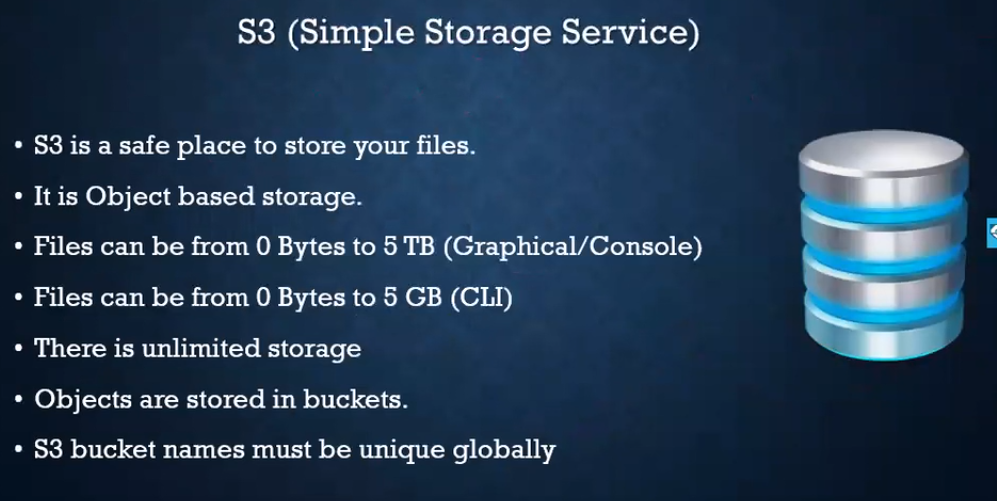 S3 (Simple Storage Service)
• S3 is a safe place to store your files.
• It is Object based storage.
• Files can be from 0 Bytes to 5 TB (Graphical/Console)
• Files can be from 0 Bytes to 5 GB (CLI)
• There is unlimited storage
• Objects are stored in buckets.
• S3 bucket names must be unique globally